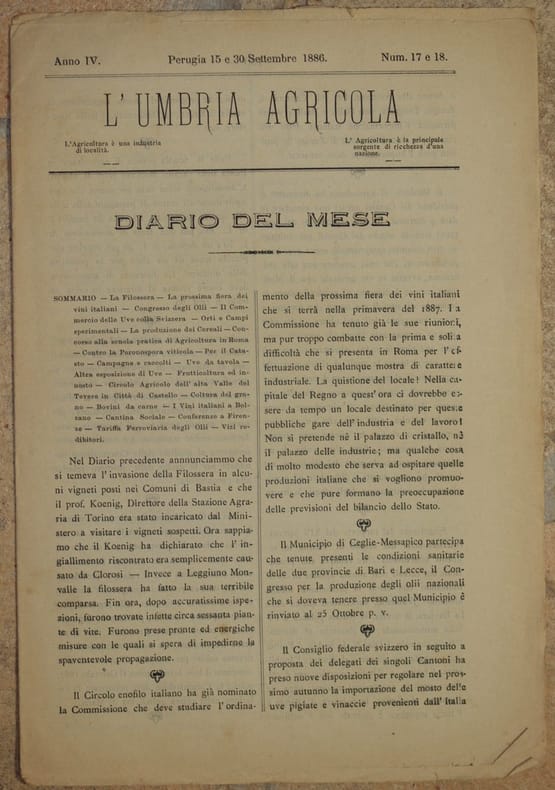 Anno IV.
Perugia 15 e 30 Settembre 1886.
Num. 17 e 18.
L'UMBRIA AGRICOLA
L'Agricoltura è una industria
di località.
L' Agricoltura è la principale
sorgente di ricchezza d'una
nazione.
DIARIO DEL MESE
SOMMARIO — La Filossera — La prossima fiera dei
vini italiani — Congresso degli Olii — Il Com-
mercio delle Uve colla Svizzera — Orti e Campi
sperimentali — La produzione dei Cereali — Con-
corso alla scuola pratica di Agricoltura in Roma
— Contro la Peronospora viticola — Per il Cata-
sto — Campagna e raccolti — Uve da tavola —
Altra esposizione di Uve — Frutticoltura ed in-
nesto — Circolo Agricolo dell'alta Valle del
Tevere in Città di Castello — Coltura del gra-
no — Bovini da carne — I Vini italiani a Bol-
zano — Cantina Sociale — Conferenze a Firen-
ze — Tariffa Ferroviaria degli Olii — Vizi re-
dibitori.
Nel Diario precedente annnunciammo che
si temeva l'invasione della Filossera in alcu-
ni vigneti posti nei Comuni di Bastia e che
il prof. Koenig, Direttore della Stazione Agra-
ria di Torino era stato incaricato dal Mini-
stero a visitare i vigneti sospetti. Ora sappia-
mo che il Koenig ha dichiarato che l' in-
giallimento riscontrato era semplicemente cau-
sato da Clorosi — Invece a Leggiuno Mon-
valle la filossera ha fatto la sua terribile
comparsa. Fin ora, dopo accuratissime ispe-
zioni, furono trovate infette circa sessanta pian-
te di vite. Furono prese pronte ed energiche
misure con le quali si spera di impedirne la
spaventevole propagazione.
Il Circolo enofilo italiano ha già nominato
la Commissione che deve studiare l'ordina-
mento della prossima fiera dei vini italiani
che si terrà nella primavera del 1887. La
Commissione ha tenuto già le sue riunioni,
ma pur troppo combatte con la prima e solita
difficoltà che si presenta in Roma per l'ef-
fettuazione di qualunque mostra di carattere
industriale. La quistione del locale! Nella ca-
pitale del Regno a quest'ora ci dovrebbe es-
sere da tempo un locale destinato per queste
pubbliche gare dell'industria e del lavoro!
Non si pretende nè il palazzo di cristallo, nè
il palazzo delle industrie; ma qualche cosa
di molto modesto che serva ad ospitare quelle
produzioni italiane che si vogliono promuo-
vere e che pure formano la preoccupazione
delle previsioni del bilancio dello Stato.
Il Municipio di Ceglie-Messapico partecipa
che tenute presenti le condizioni sanitarie
delle due provincie di Bari e Lecce, il Con-
gresso per la produzione degli olii nazionali
che si doveva tenere presso quel Municipio è
rinviato al 25 Ottobre p. v.
Il Consiglio federale svizzero in seguito a
proposta dei delegati dei singoli Cantoni ha
preso nuove disposizioni per regolare nel pros-
simo autunno la importazione del mosto delle
uve pigiate e vinaccie provenienti dall'Italia